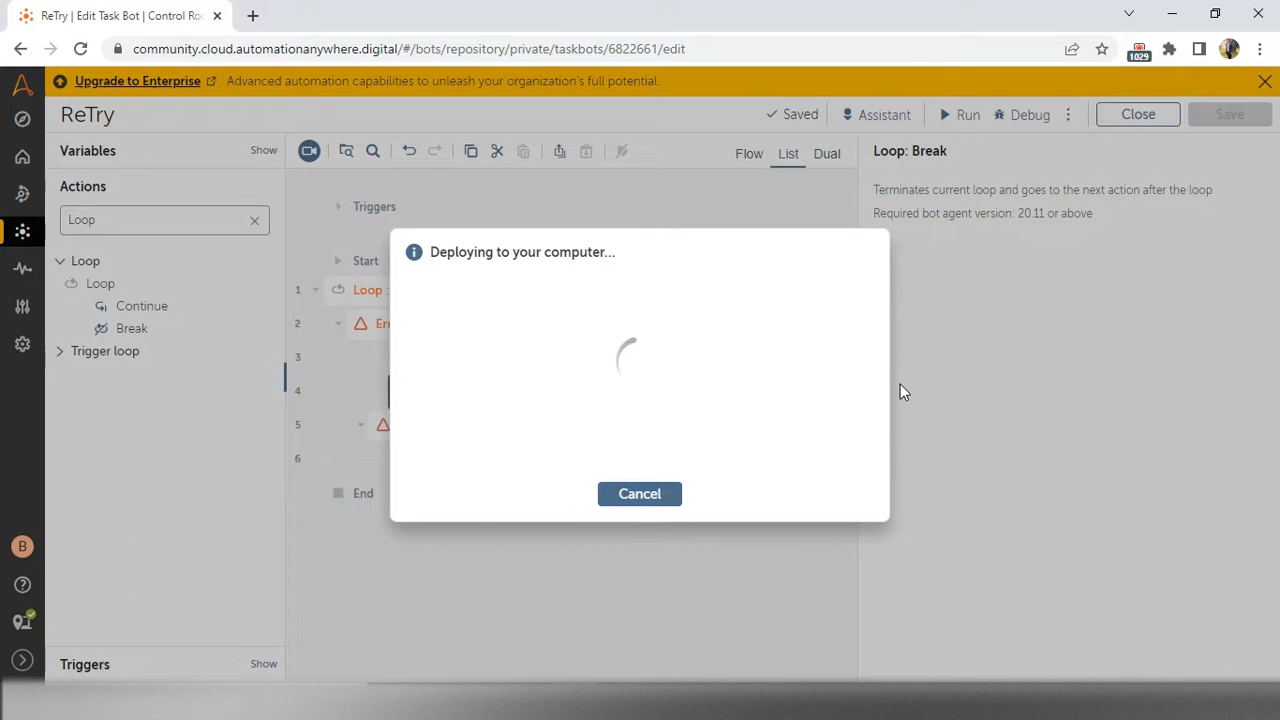 ReTry | Edit Task Bot | Control Ro
community.cloud.automationanywhere.digital/#/bots/repository/private/taskbots/6822661/edit
1029
Upgrade to Enterprise Advanced automation capabilities to unleash your organization's full potential.
ReTry Saved Assistant Run Debug Close Save
Variables Show
Flow List Dual
Loop: Break
Actions
Terminates current loop and goes to the next action after the loop
Required bot agent version: 20.11 or above
Loop
Triggers
Start
Deploying to your computer...
Loop
Loop
Continue
Break
Trigger loop
1 Loop :
2 Err
3
4
5
6
End
Cancel
B
Triggers Show